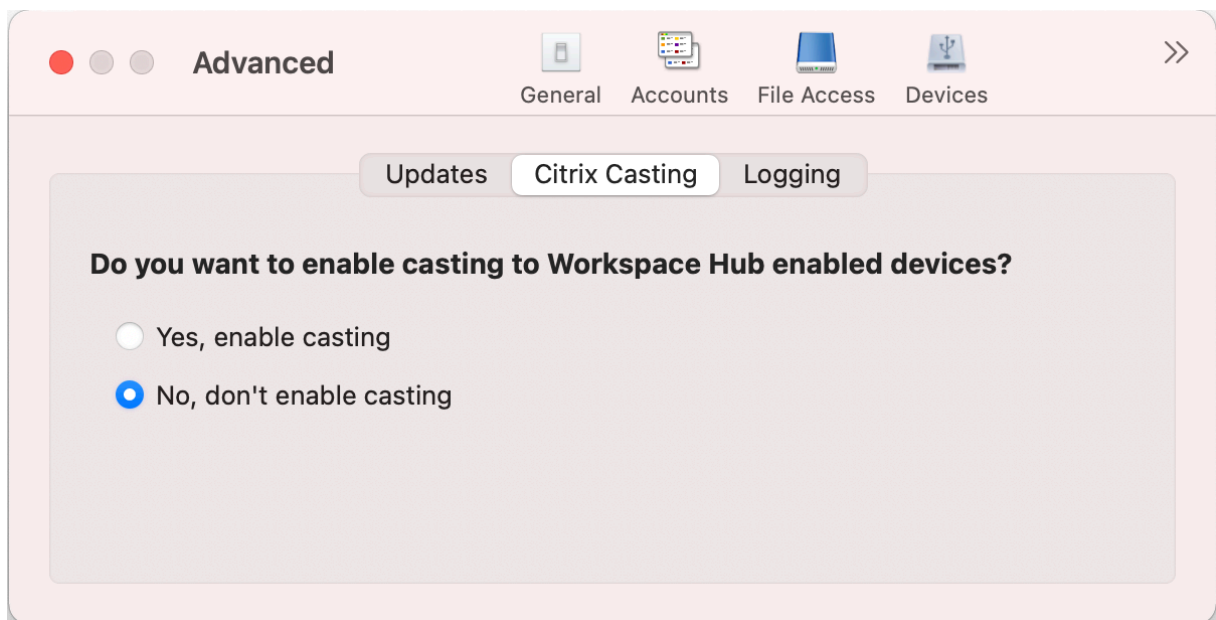 Advanced
General
Accounts
File Access
Devices
Updates
Citrix Casting
Logging
Do you want to enable casting to Workspace Hub enabled devices?
Yes, enable casting
No, don't enable casting